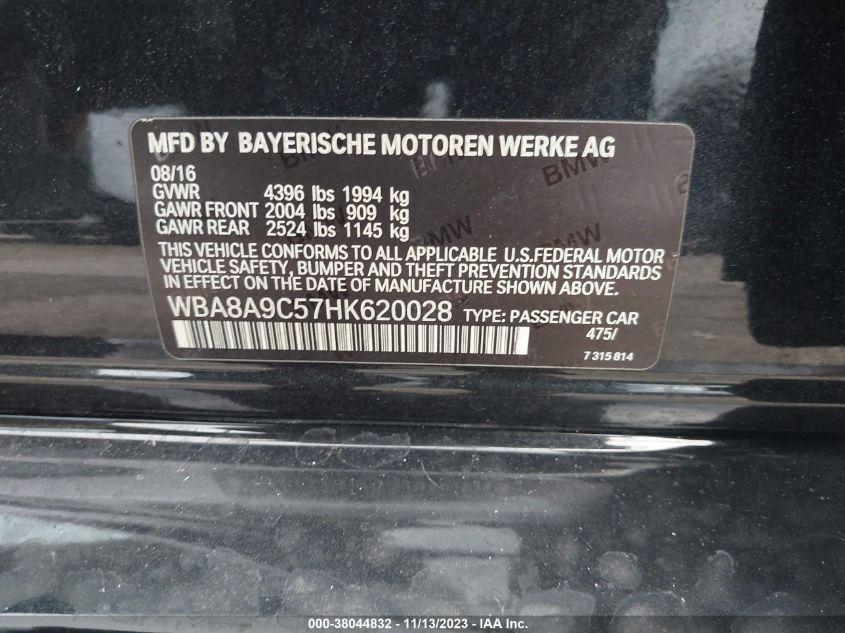 MFD BY BAYERISCHE MOTOREN WERKE AG
08/16
GVWR 4396 lbs 1994 kg
GAWR FRONT 2004 lbs 909 kg
GAWR REAR 2524 lbs 1145 kg
THIS VEHICLE CONFORMS TO ALL APPLICABLE U.S.FEDERAL MOTOR
VEHICLE SAFETY, BUMPER AND THEFT PREVENTION STANDARDS
IN EFFECT ON THE DATE OF MANUFACTURE SHOWN ABOVE.
WBA8A9C57HK620028 TYPE: PASSENGER CAR
475/
7 315 814
000-38044832 - 11/13/2023 - IAA Inc.